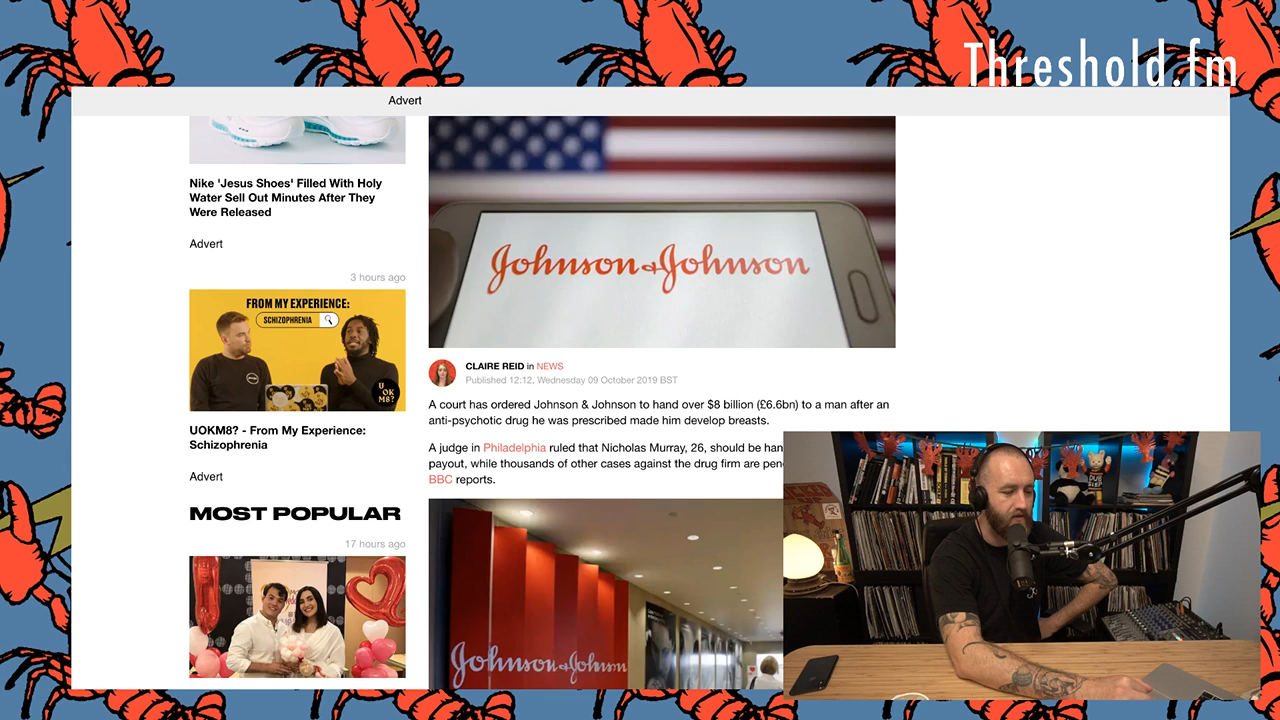 Threshold.fm
Advert
Nike 'Jesus Shoes' Filled With Holy
Water Sell Out Minutes After They
Were Released
Advert
3 hours ago
FROM MY EXPERIENCE:
SCHIZOPHRENIA
U
OK
M8?
UOKM8? - From My Experience:
Schizophrenia
Advert
MOST POPULAR
17 hours ago
Johnson & Johnson
CLAIRE REID in NEWS
Published 12:12, Wednesday 09 October 2019 BST
A court has ordered Johnson & Johnson to hand over $8 billion (£6.6bn) to a man after an
anti-psychotic drug he was prescribed made him develop breasts.
A judge in Philadelphia ruled that Nicholas Murray, 26, should be han
payout, while thousands of other cases against the drug firm are pen
BBC reports.
Johnson & Johnson